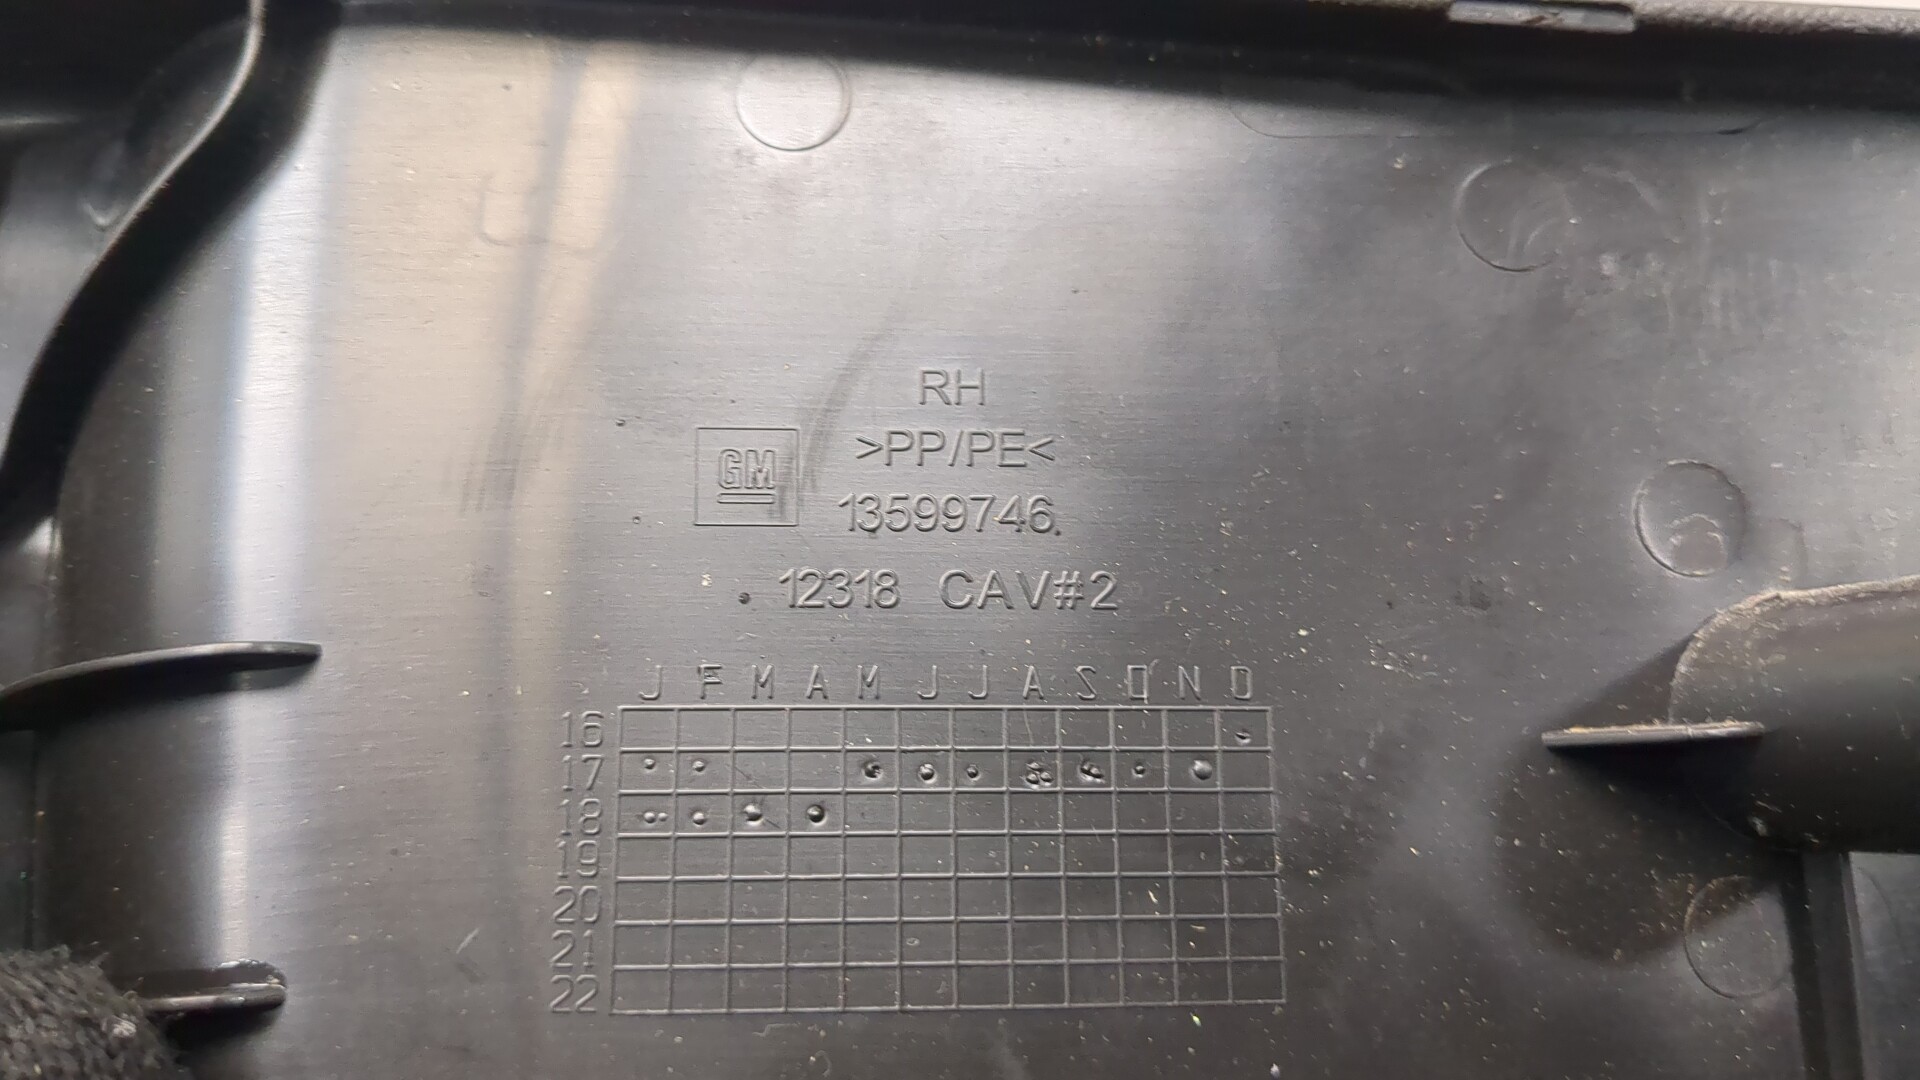 RH
>PP/PE<
GM
13599746
12318 CAV#2
J F M A M J J A S O N D
16
17
18
19
20
21
22